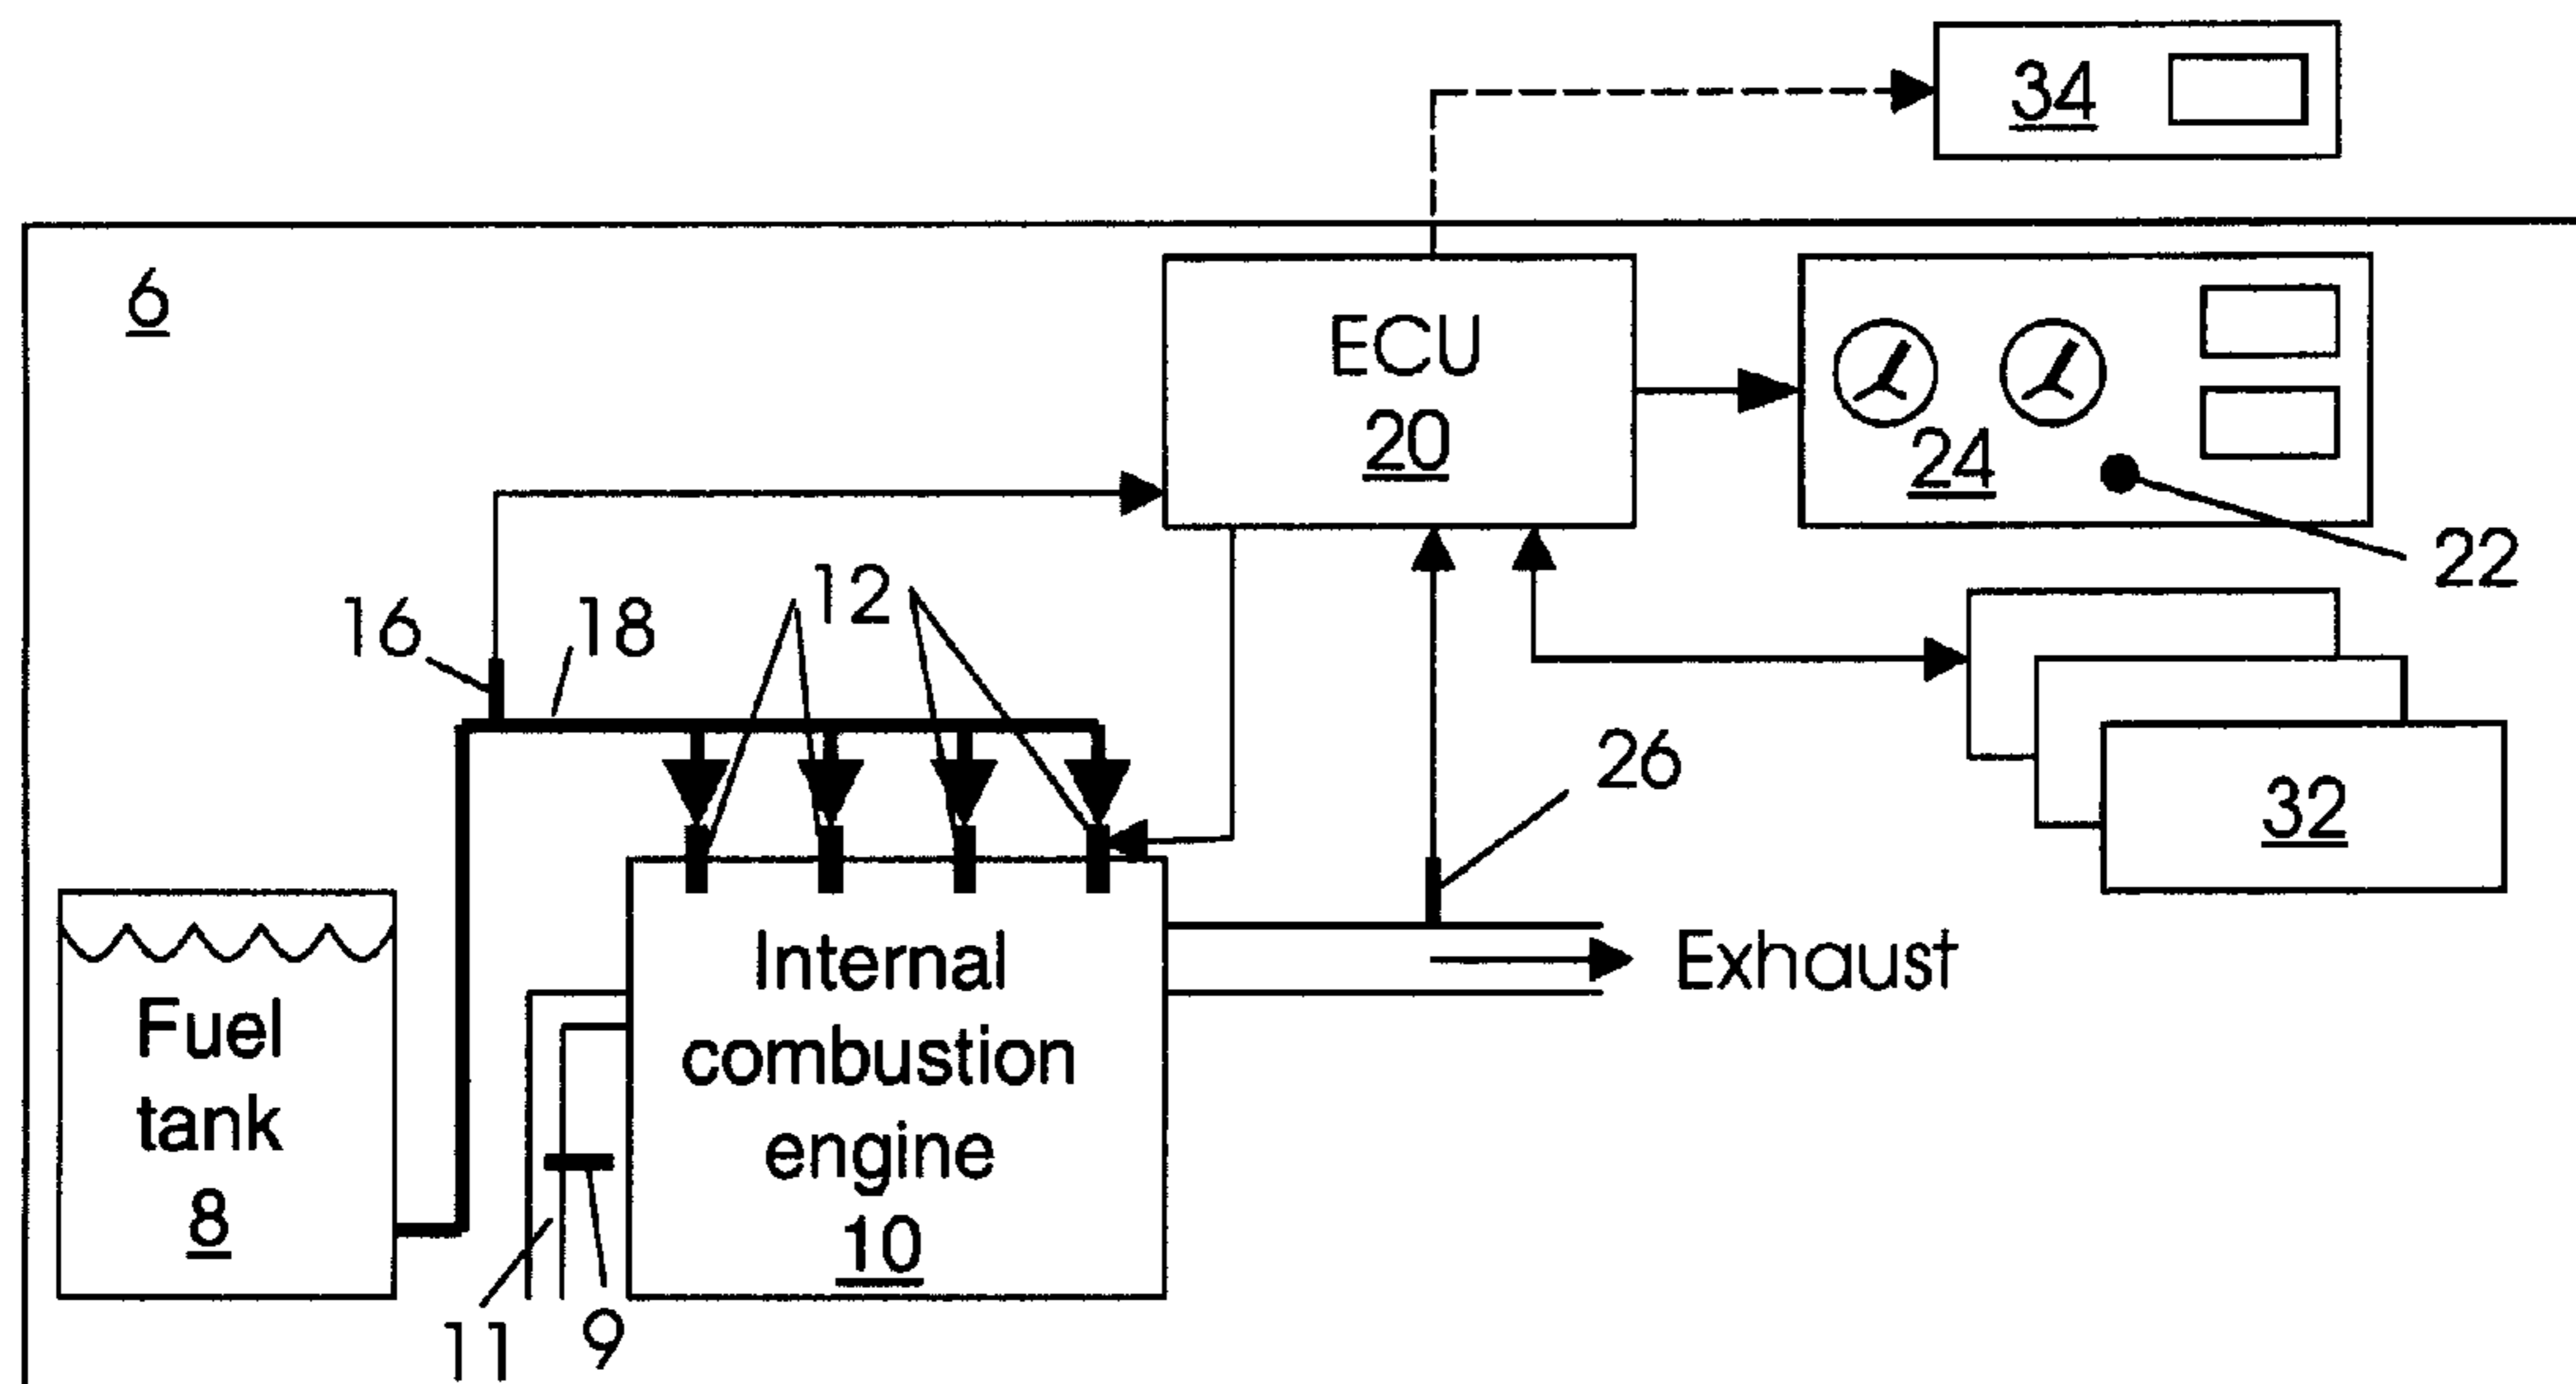 34
6
ECU
20
24
22
16
18
12
26
32
Fuel
tank
8
Internal
combustion
engine
10
Exhaust
11
9